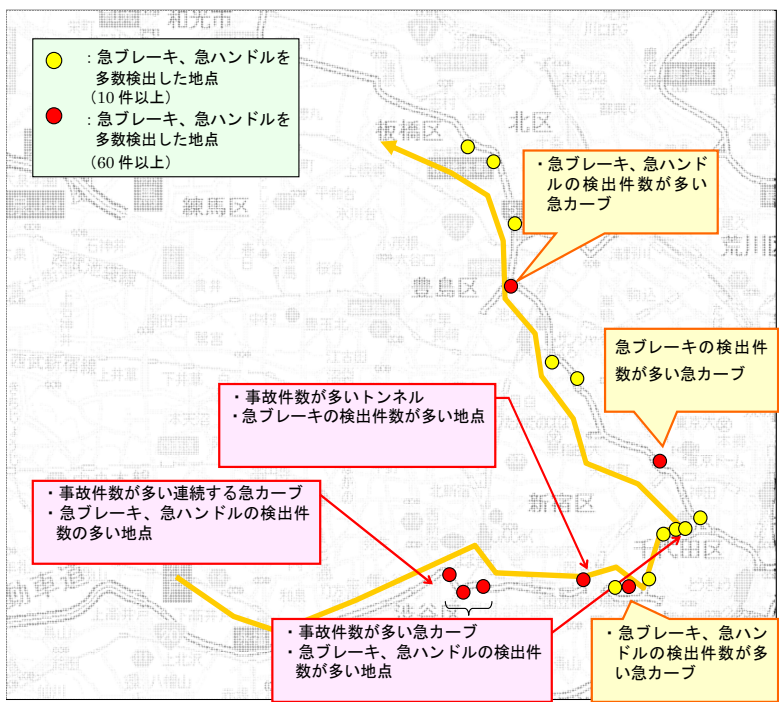 和光市
：急ブレーキ、急ハンドルを
多数検出した地点
（10 件以上）
：急ブレーキ、急ハンドルを
多数検出した地点
（60 件以上）
板橋区
北区
・急ブレーキ、急ハンド
ルの検出件数が多い
急カーブ
練馬区
荒川区
豊島区
急ブレーキの検出件
数が多い急カーブ
・事故件数が多いトンネル
・急ブレーキの検出件数が多い地点
・事故件数が多い連続する急カーブ
・急ブレーキ、急ハンドルの検出件
数の多い地点
新宿区
千代田区
渋谷区
・事故件数が多い急カーブ
・急ブレーキ、急ハンドルの検出件
数が多い地点
・急ブレーキ、急ハン
ドルの検出件数が多
い急カーブ